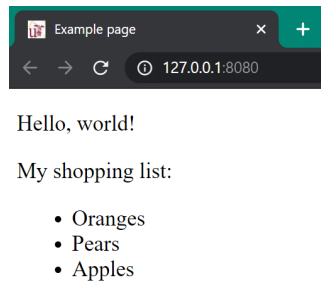 Example page
127.0.0.1:8080
Hello, world!
My shopping list:
• Oranges
• Pears
• Apples